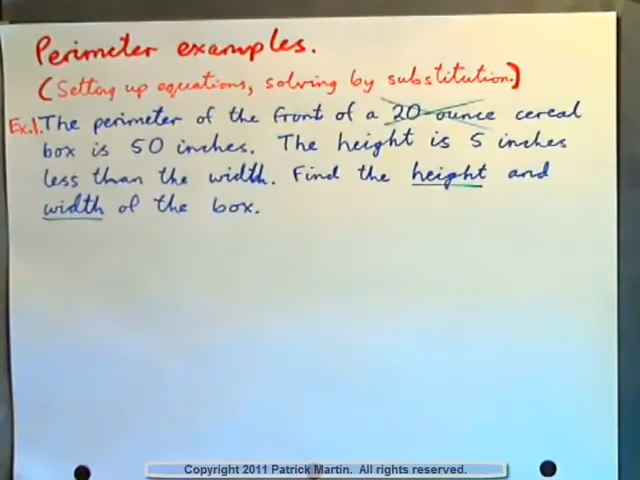 Perimeter examples.
(Setting up equations, solving by substitution.)
Ex.1. The perimeter of the front of a 20-ounce cereal
box is 50 inches. The height is 5 inches
less than the width. Find the height and
width of the box.
Copyright 2011 Patrick Martin. All rights reserved.